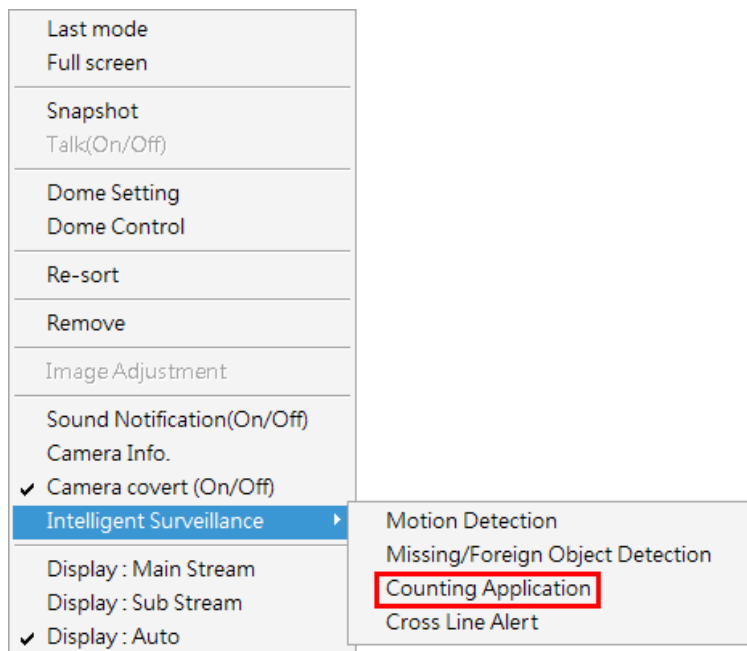 Last mode
Full screen
Snapshot
Talk(On/Off)
Dome Setting
Dome Control
Re-sort
Remove
Image Adjustment
Sound Notification(On/Off)
Camera Info.
Camera covert (On/Off)
Intelligent Surveillance
Motion Detection
Missing/Foreign Object Detection
Counting Application
Cross Line Alert
Display : Main Stream
Display : Sub Stream
Display : Auto